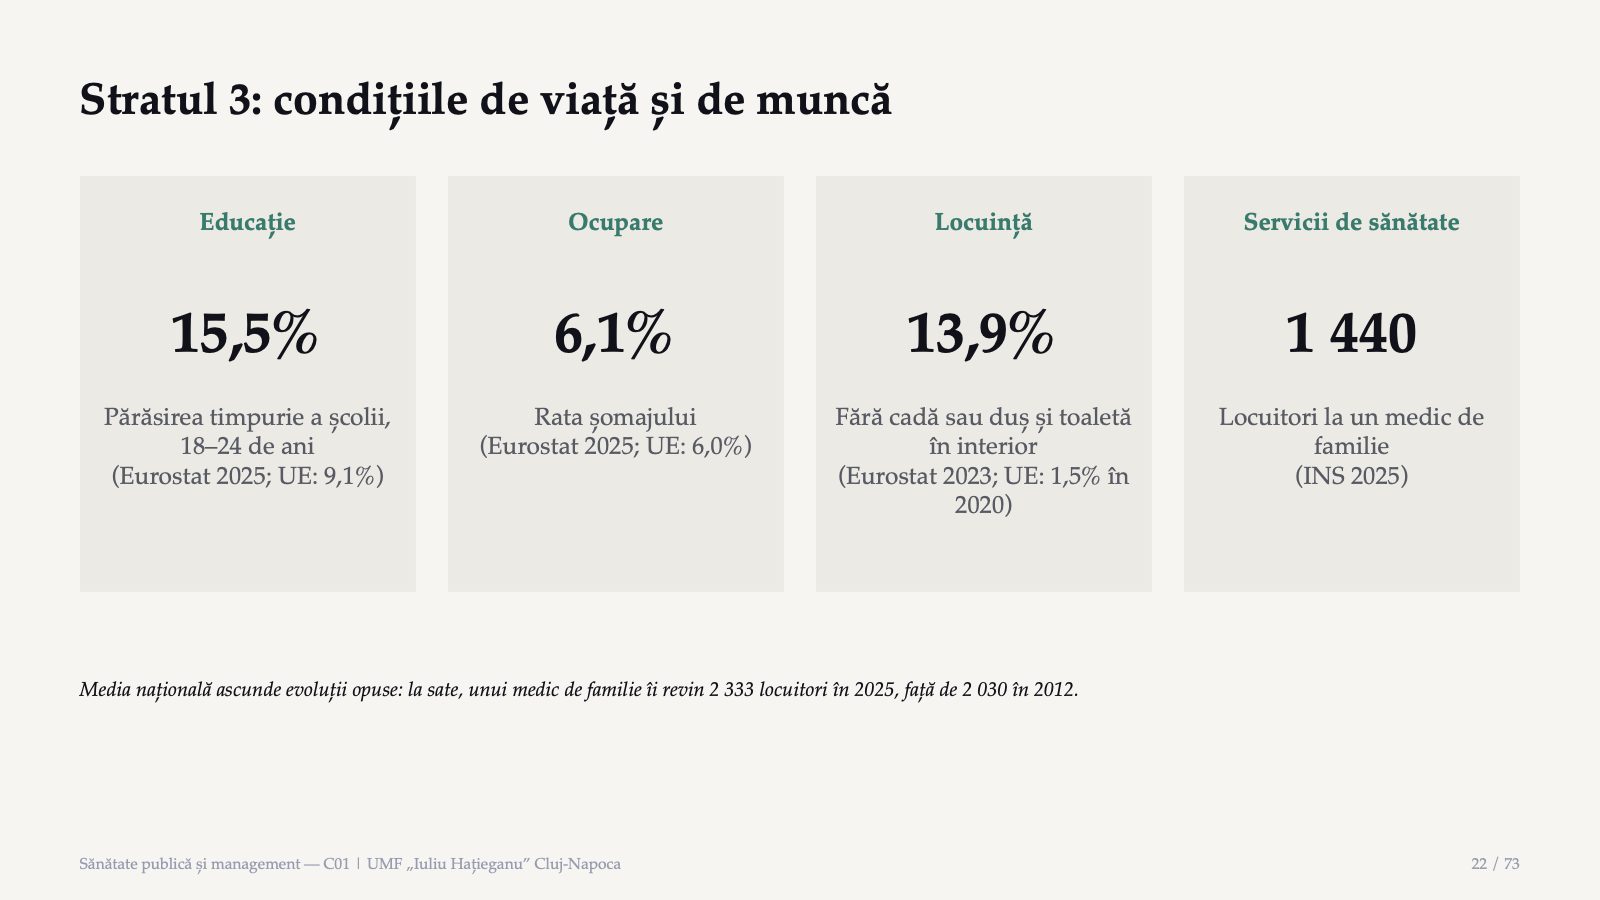 Stratul 3: condițiile de viață și de muncă
Educație
15,5%
Părăsirea timpurie a școlii,
18–24 de ani
(Eurostat 2025; UE: 9,1%)
Ocupare
6,1%
Rata șomajului
(Eurostat 2025; UE: 6,0%)
Locuință
13,9%
Fără cadă sau duș și toaletă
în interior
(Eurostat 2023; UE: 1,5% în
2020)
Servicii de sănătate
1 440
Locuitori la un medic de
familie
(INS 2025)
Media națională ascunde evoluții opuse: la sate, unui medic de familie îi revin 2 333 locuitori în 2025, față de 2 030 în 2012.
Sănătate publică și management — C01 | UMF „Iuliu Hațieganu” Cluj-Napoca
22 / 73